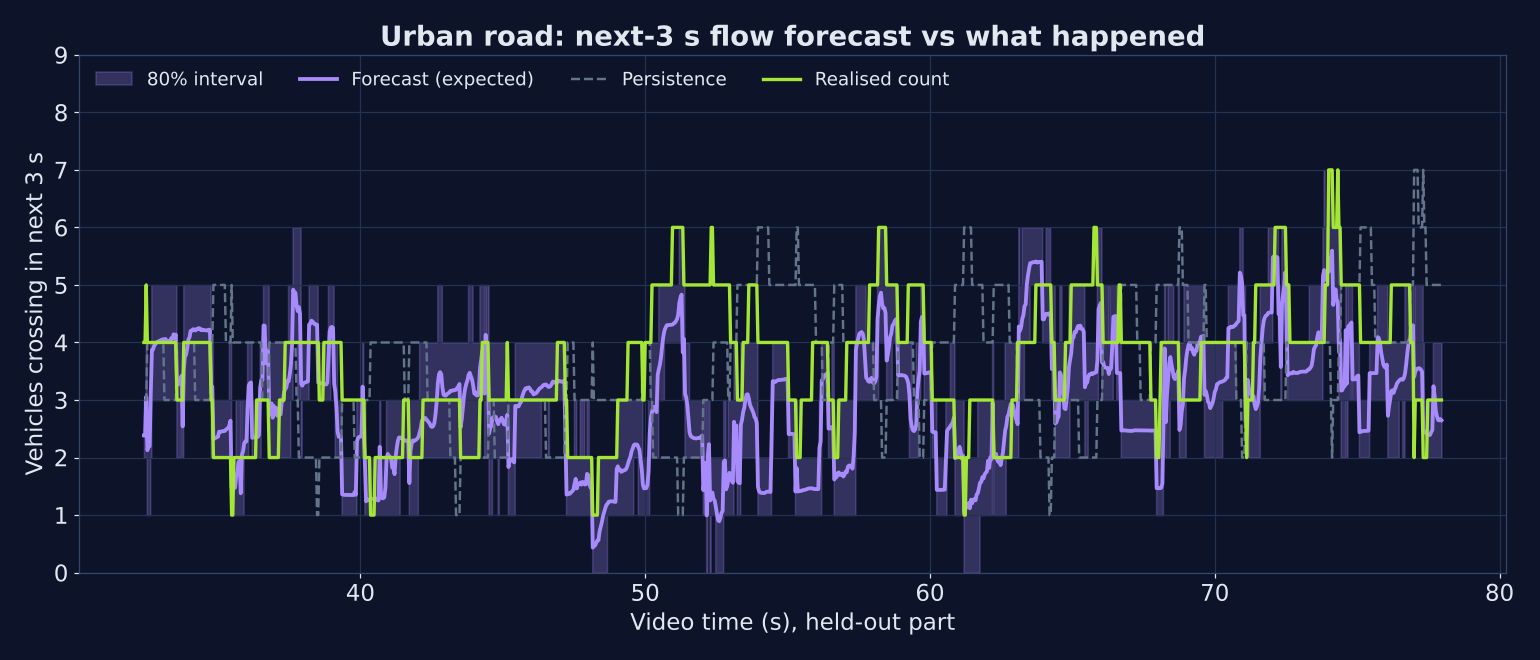 Urban road: next-3 s flow forecast vs what happened
80% interval
Forecast (expected)
Persistence
Realised count
Vehicles crossing in next 3 s
9
8
7
6
5
4
3
2
1
0
40
50
60
70
80
Video time (s), held-out part